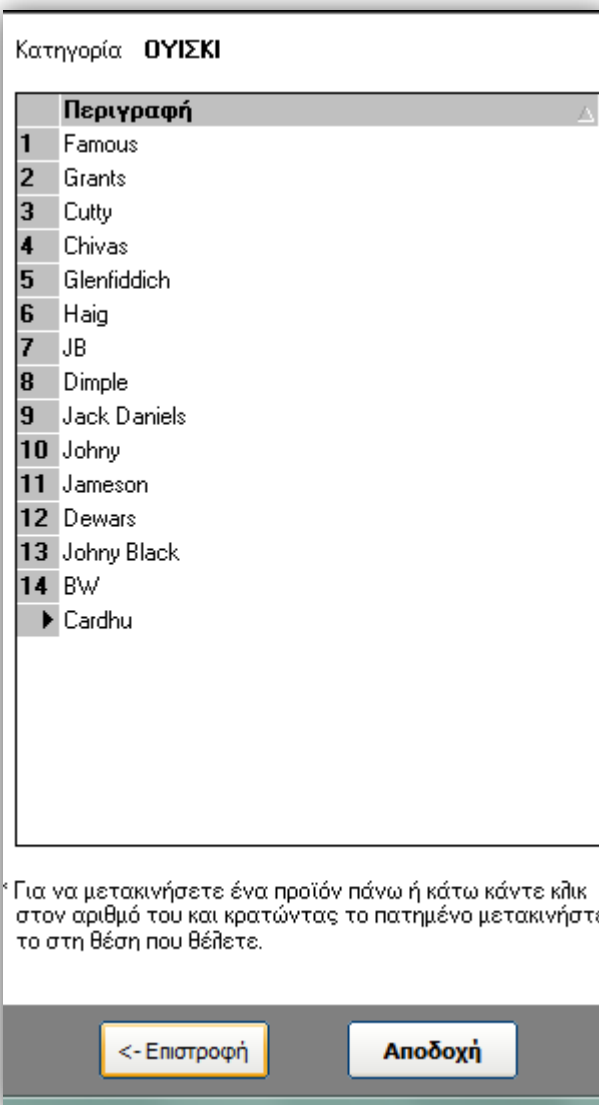 Κατηγορία ΟΥΙΣΚΙ
Περιγραφή
1 Famous
2 Grants
3 Cutty
4 Chivas
5 Glenfiddich
6 Haig
7 JB
8 Dimple
9 Jack Daniels
10 Johny
11 Jameson
12 Dewars
13 Johny Black
14 BW
Cardhu
* Για να μετακινήσετε ένα προϊόν πάνω ή κάτω κάντε κλικ
στον αριθμό του και κρατώντας το πατημένο μετακινήστε
το στη θέση που θέλετε.
<- Επιστροφή Αποδοχή